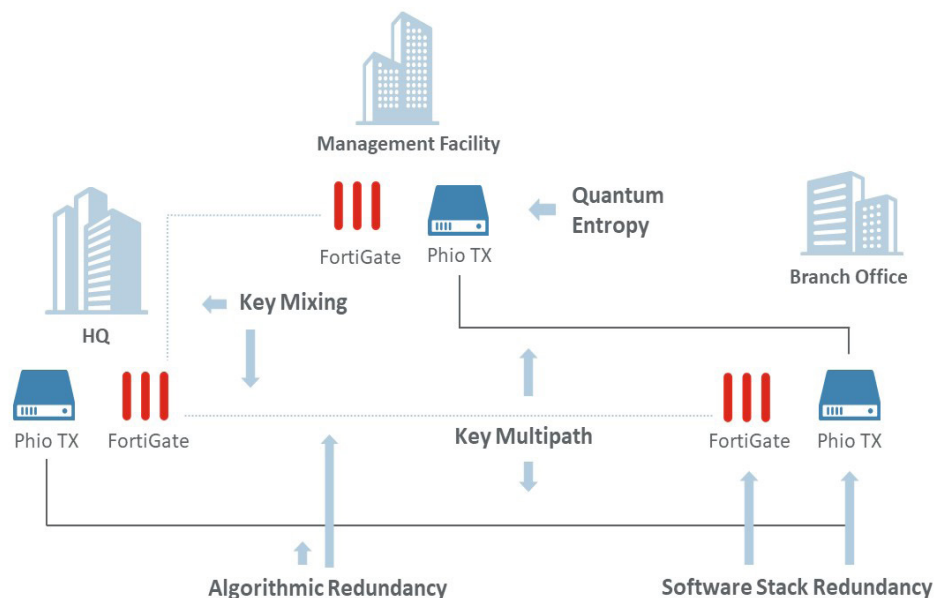 Management Facility
Quantum
Entropy
FortiGate
Phio TX
Branch Office
Key Mixing
HQ
Phio TX
FortiGate
Key Multipath
FortiGate
Phio TX
Algorithmic Redundancy
Software Stack Redundancy